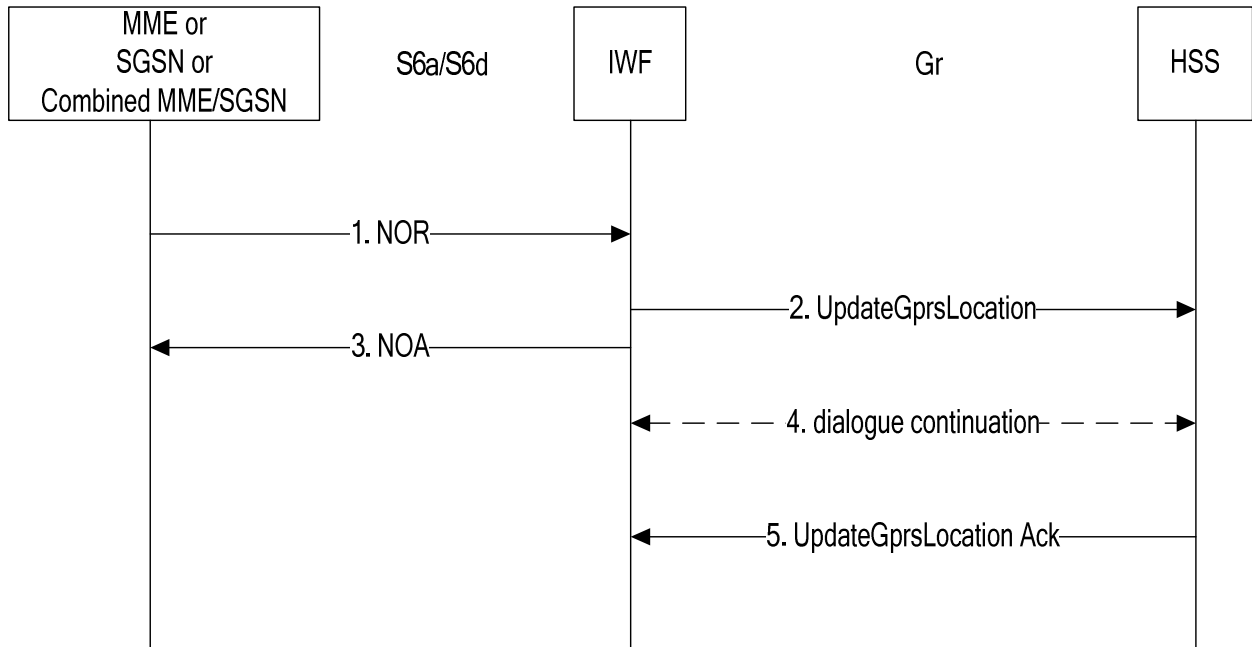 MME or
SGSN or
Combined MME/SGSN
S6a/S6d
IWF
Gr
HSS
1. NOR
2. UpdateGprsLocation
3. NOA
4. dialogue continuation
5. UpdateGprsLocation Ack